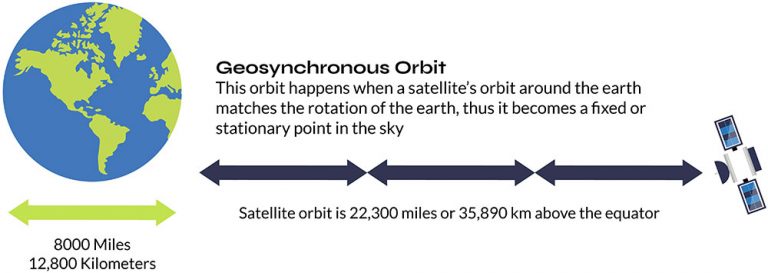 Geosynchronous Orbit
This orbit happens when a satellite's orbit around the earth
matches the rotation of the earth, thus it becomes a fixed or
stationary point in the sky
Satellite orbit is 22,300 miles or 35,890 km above the equator
8000 Miles
12,800 Kilometers